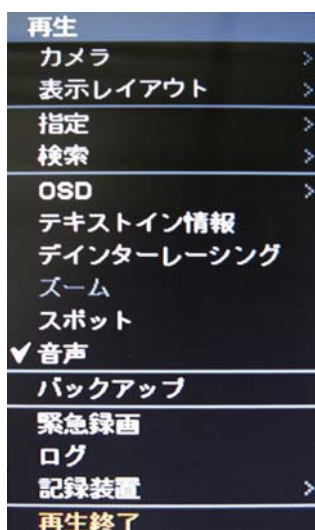 再生
カメラ
表示レイアウト
指定
検索
OSD
テキストイン情報
デインターレーシング
ズーム
スポット
音声
バックアップ
緊急録画
ログ
記録装置
再生終了